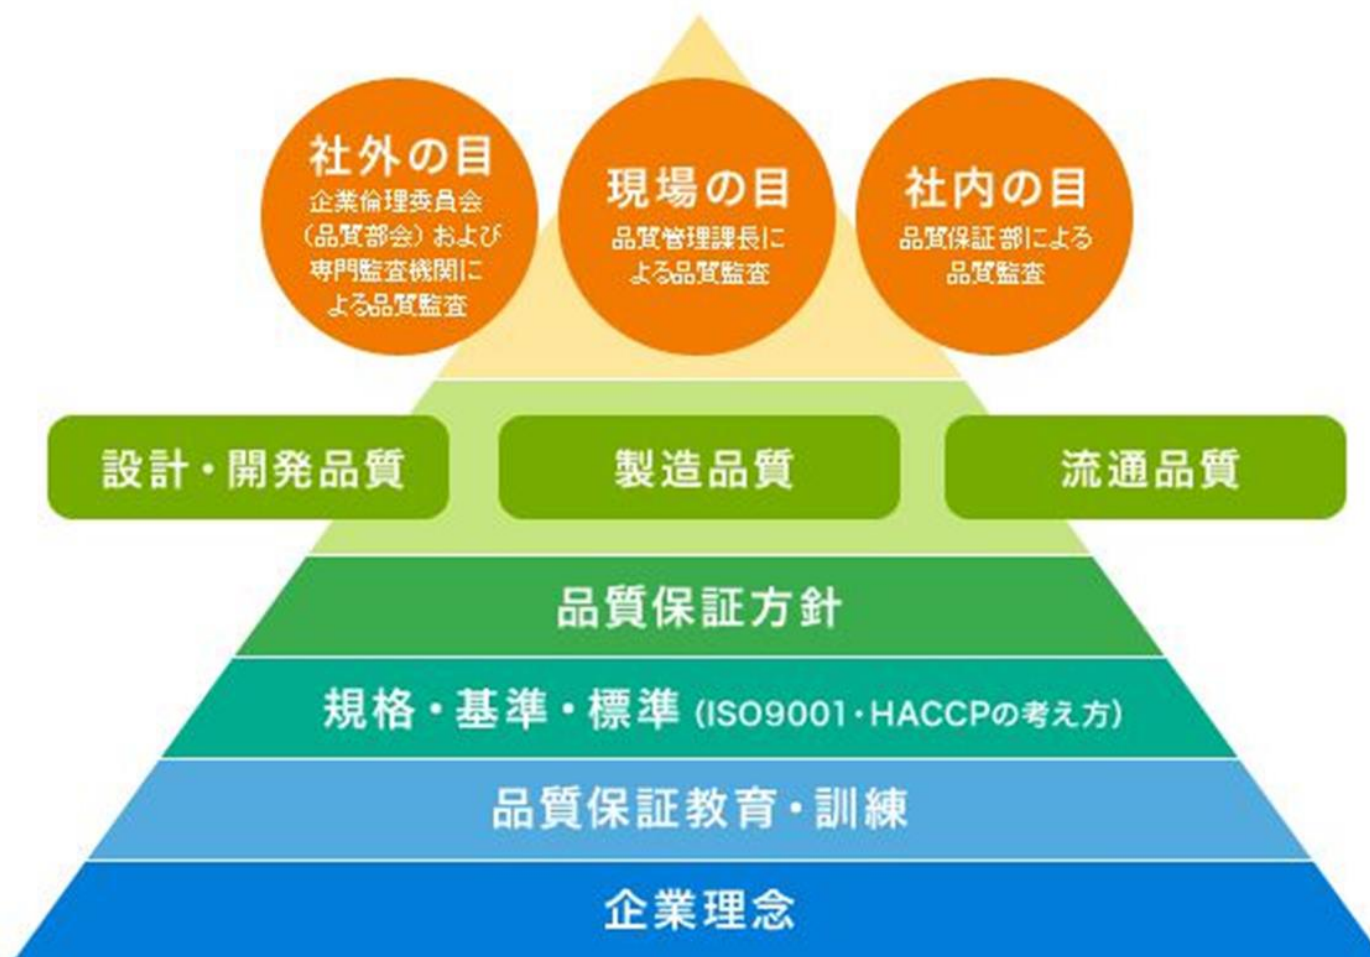 社外の目
企業倫理委員会
（品質部会）および
専門監査機関に
よる品質監査
現場の目
品質管理課長に
よる品質監査
社内の目
品質保証部による
品質監査
設計・開発品質
製造品質
流通品質
品質保証方針
規格・基準・標準（ISO9001・HACCPの考え方）
品質保証教育・訓練
企業理念